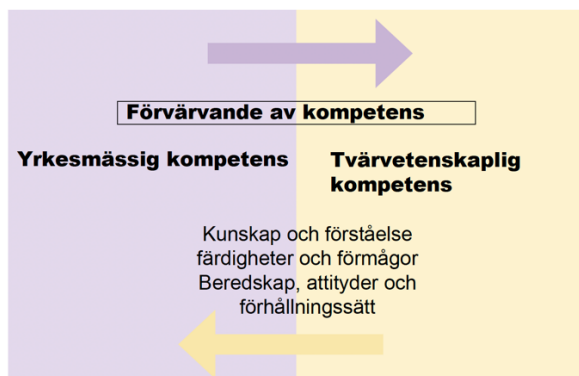 Förvärvande av kompetens
Yrkesmässig kompetens
Tvärvetenskaplig
kompetens
Kunskap och förståelse
färdigheter och förmågor
Beredskap, attityder och
förhållningssätt